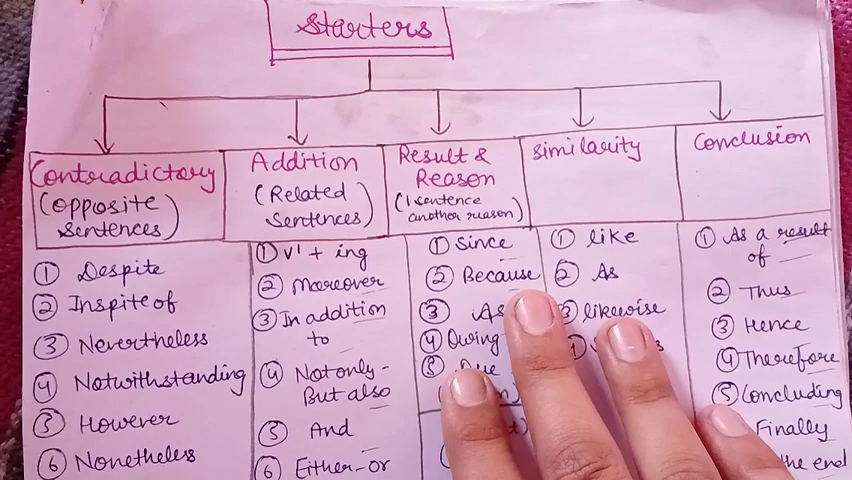 Starters
Contradictory
(Opposite
sentences)
① Despite
② Inspite of
③ Nevertheless
④ Notwithstanding
⑤ However
⑥ Nonetheless
Addition
(Related
sentences)
① V¹ + ing
② Moreover
③ In addition
to
④ Not only-
But also
⑤ And
⑥ Either-or
Result &
Reason
(1 sentence
another reason)
① Since
② Because
③ As
④ Owing
⑤ Due
Similarity
① like
② As
③ likewise
Conclusion
① As a result
of
② Thus
③ Hence
④ Therefore
⑤ Concluding
Finally
the end